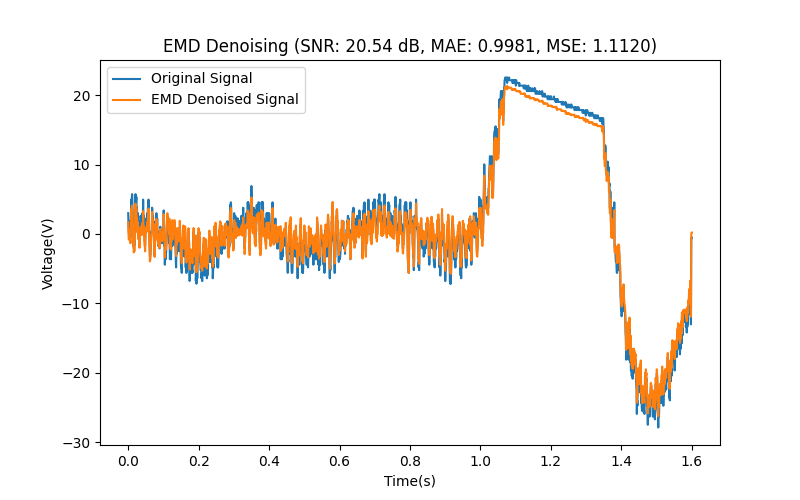 EMD Denoising (SNR: 20.54 dB, MAE: 0.9981, MSE: 1.1120)
Original Signal
EMD Denoised Signal
Voltage(V)
20
10
0
−10
−20
−30
0.0 0.2 0.4 0.6 0.8 1.0 1.2 1.4 1.6
Time(s)